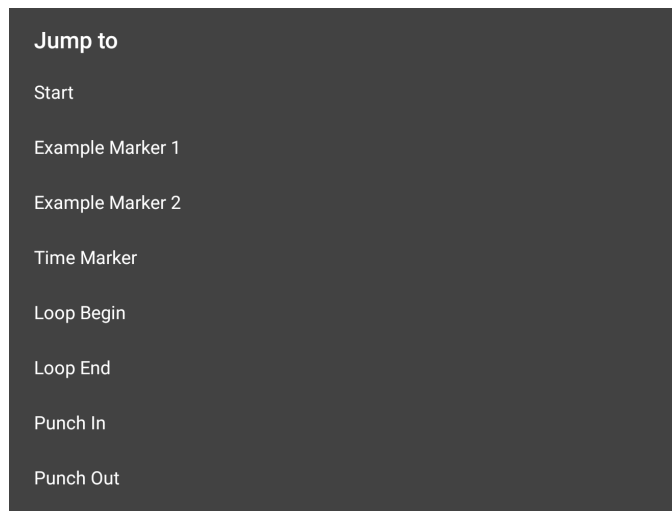 Jump to
Start
Example Marker 1
Example Marker 2
Time Marker
Loop Begin
Loop End
Punch In
Punch Out